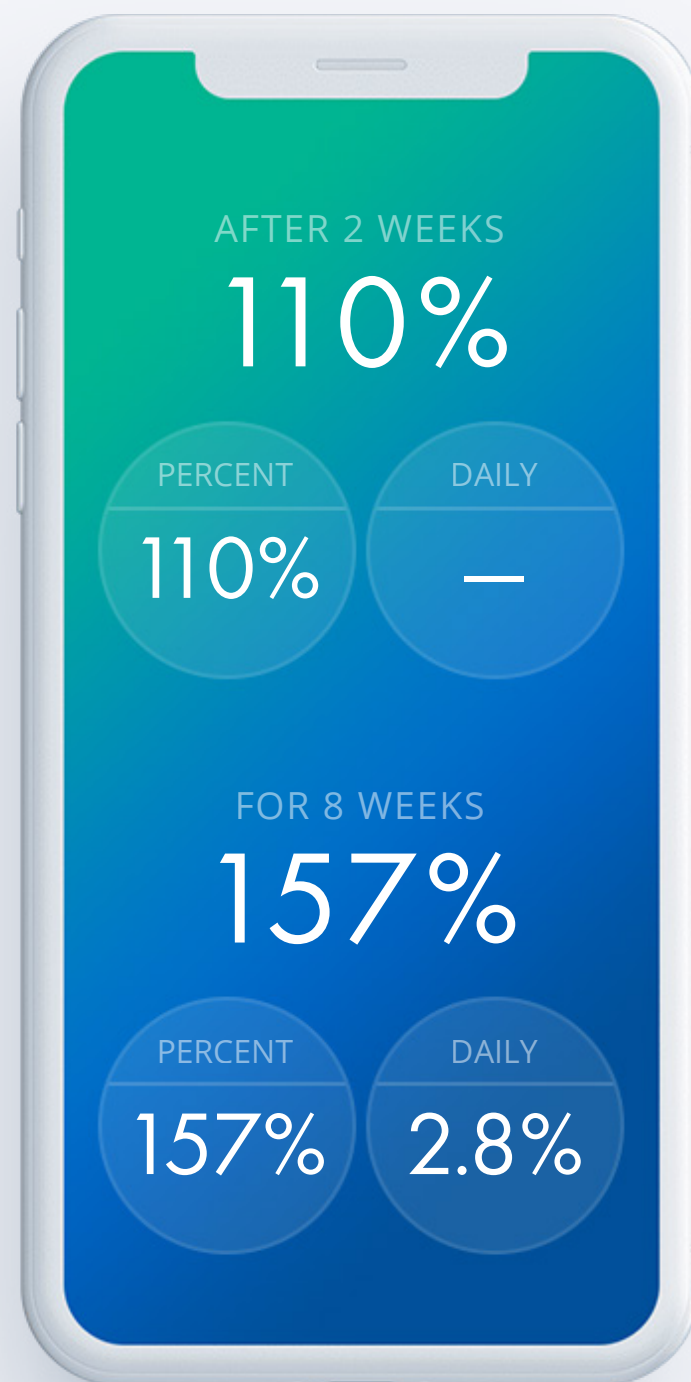 AFTER 2 WEEKS
110%
PERCENT DAILY
110% —
FOR 8 WEEKS
157%
PERCENT DAILY
157% 2.8%